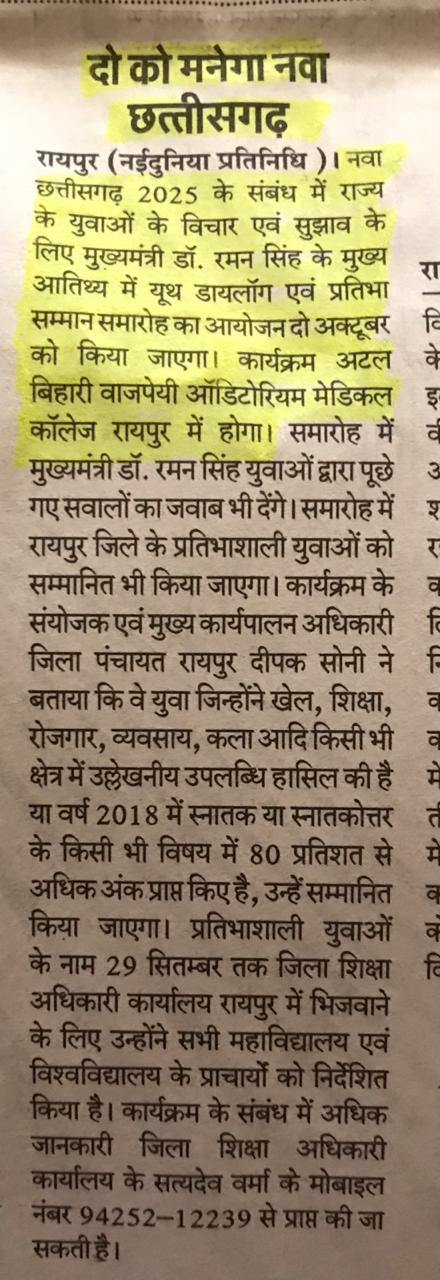 दो को मनेगा नवा
छत्तीसगढ़
रायपुर (नईदुनिया प्रतिनिधि )। नवा
छत्तीसगढ़ 2025 के संबंध में राज्य
के युवाओं के विचार एवं सुझाव के
लिए मुख्यमंत्री डॉ. रमन सिंह के मुख्य
आतिथ्य में यूथ डायलॉग एवं प्रतिभा
सम्मान समारोह का आयोजन दो अक्टूबर
को किया जाएगा। कार्यक्रम अटल
बिहारी वाजपेयी ऑडिटोरियम मेडिकल
कॉलेज रायपुर में होगा। समारोह में
मुख्यमंत्री डॉ. रमन सिंह युवाओं द्वारा पूछे
गए सवालों का जवाब भी देंगे। समारोह में
रायपुर जिले के प्रतिभाशाली युवाओं को
सम्मानित भी किया जाएगा। कार्यक्रम के
संयोजक एवं मुख्य कार्यपालन अधिकारी
जिला पंचायत रायपुर दीपक सोनी ने
बताया कि वे युवा जिन्होंने खेल, शिक्षा,
रोजगार, व्यवसाय, कला आदि किसी भी
क्षेत्र में उल्लेखनीय उपलब्धि हासिल की है
या वर्ष 2018 में स्नातक या स्नातकोत्तर
के किसी भी विषय में 80 प्रतिशत से
अधिक अंक प्राप्त किए है, उन्हें सम्मानित
किया जाएगा। प्रतिभाशाली युवाओं
के नाम 29 सितम्बर तक जिला शिक्षा
अधिकारी कार्यालय रायपुर में भिजवाने
के लिए उन्होंने सभी महाविद्यालय एवं
विश्वविद्यालय के प्राचार्यो को निर्देशित
किया है। कार्यक्रम के संबंध में अधिक
जानकारी जिला शिक्षा अधिकारी
कार्यालय के सत्यदेव वर्मा के मोबाइल
नंबर 94252-12239 से प्राप्त की जा
सकती है।